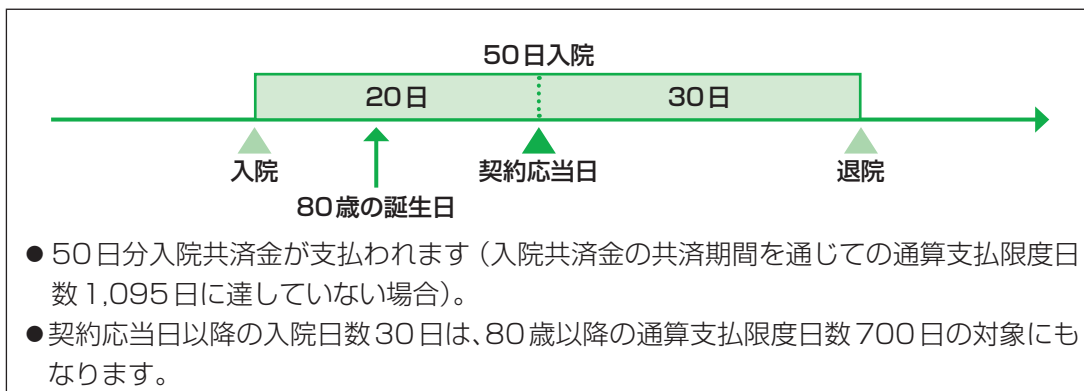 50日入院
20日
30日
入院
契約応当日
退院
80歳の誕生日
●50日分入院共済金が支払われます（入院共済金の共済期間を通じての通算支払限度日
数1,095日に達していない場合）。
●契約応当日以降の入院日数30日は、80歳以降の通算支払限度日数700日の対象にも
なります。